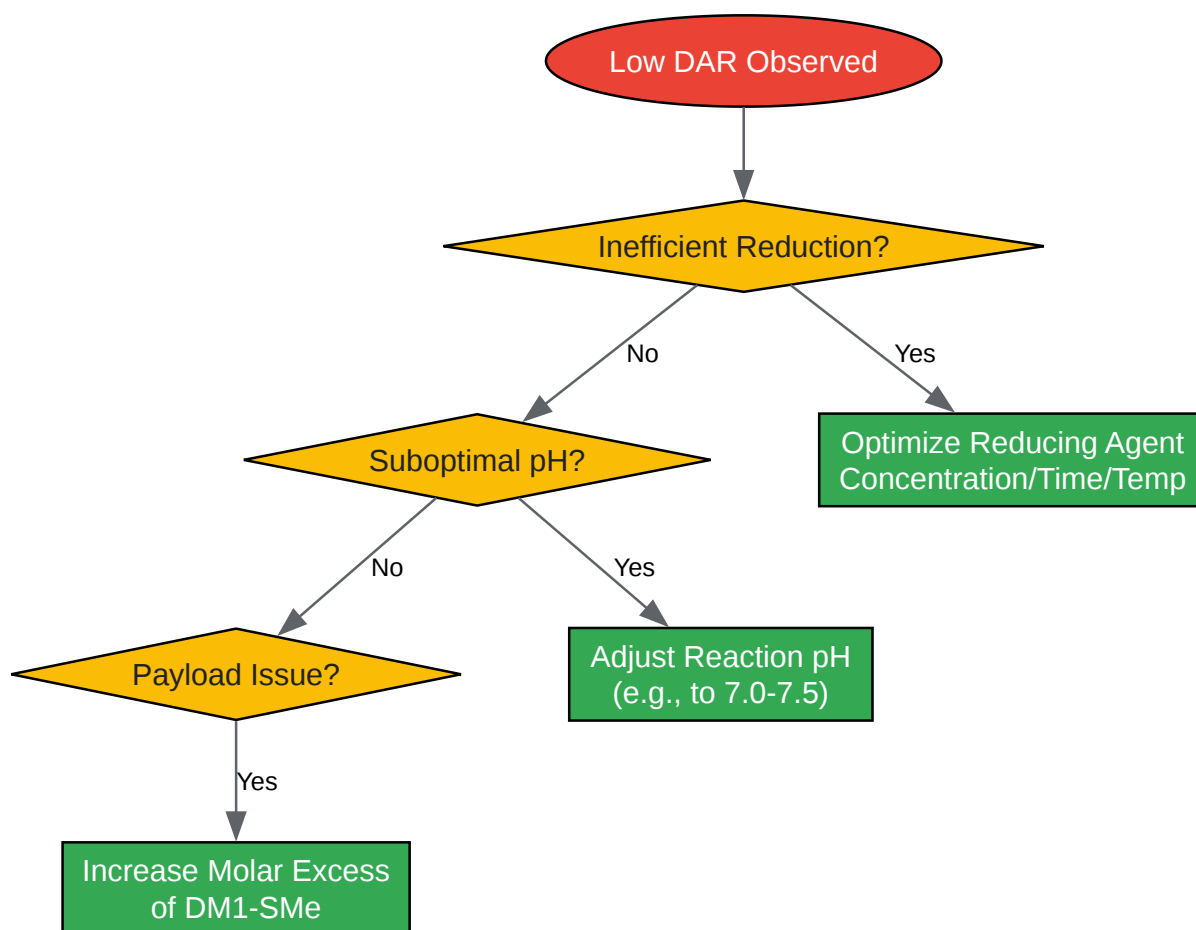 Low DAR Observed
Inefficient Reduction?
No
Yes
Suboptimal pH?
Optimize Reducing Agent
Concentration/Time/Temp
No
Yes
Payload Issue?
Adjust Reaction pH
(e.g., to 7.0-7.5)
Yes
Increase Molar Excess
of DM1-SMe